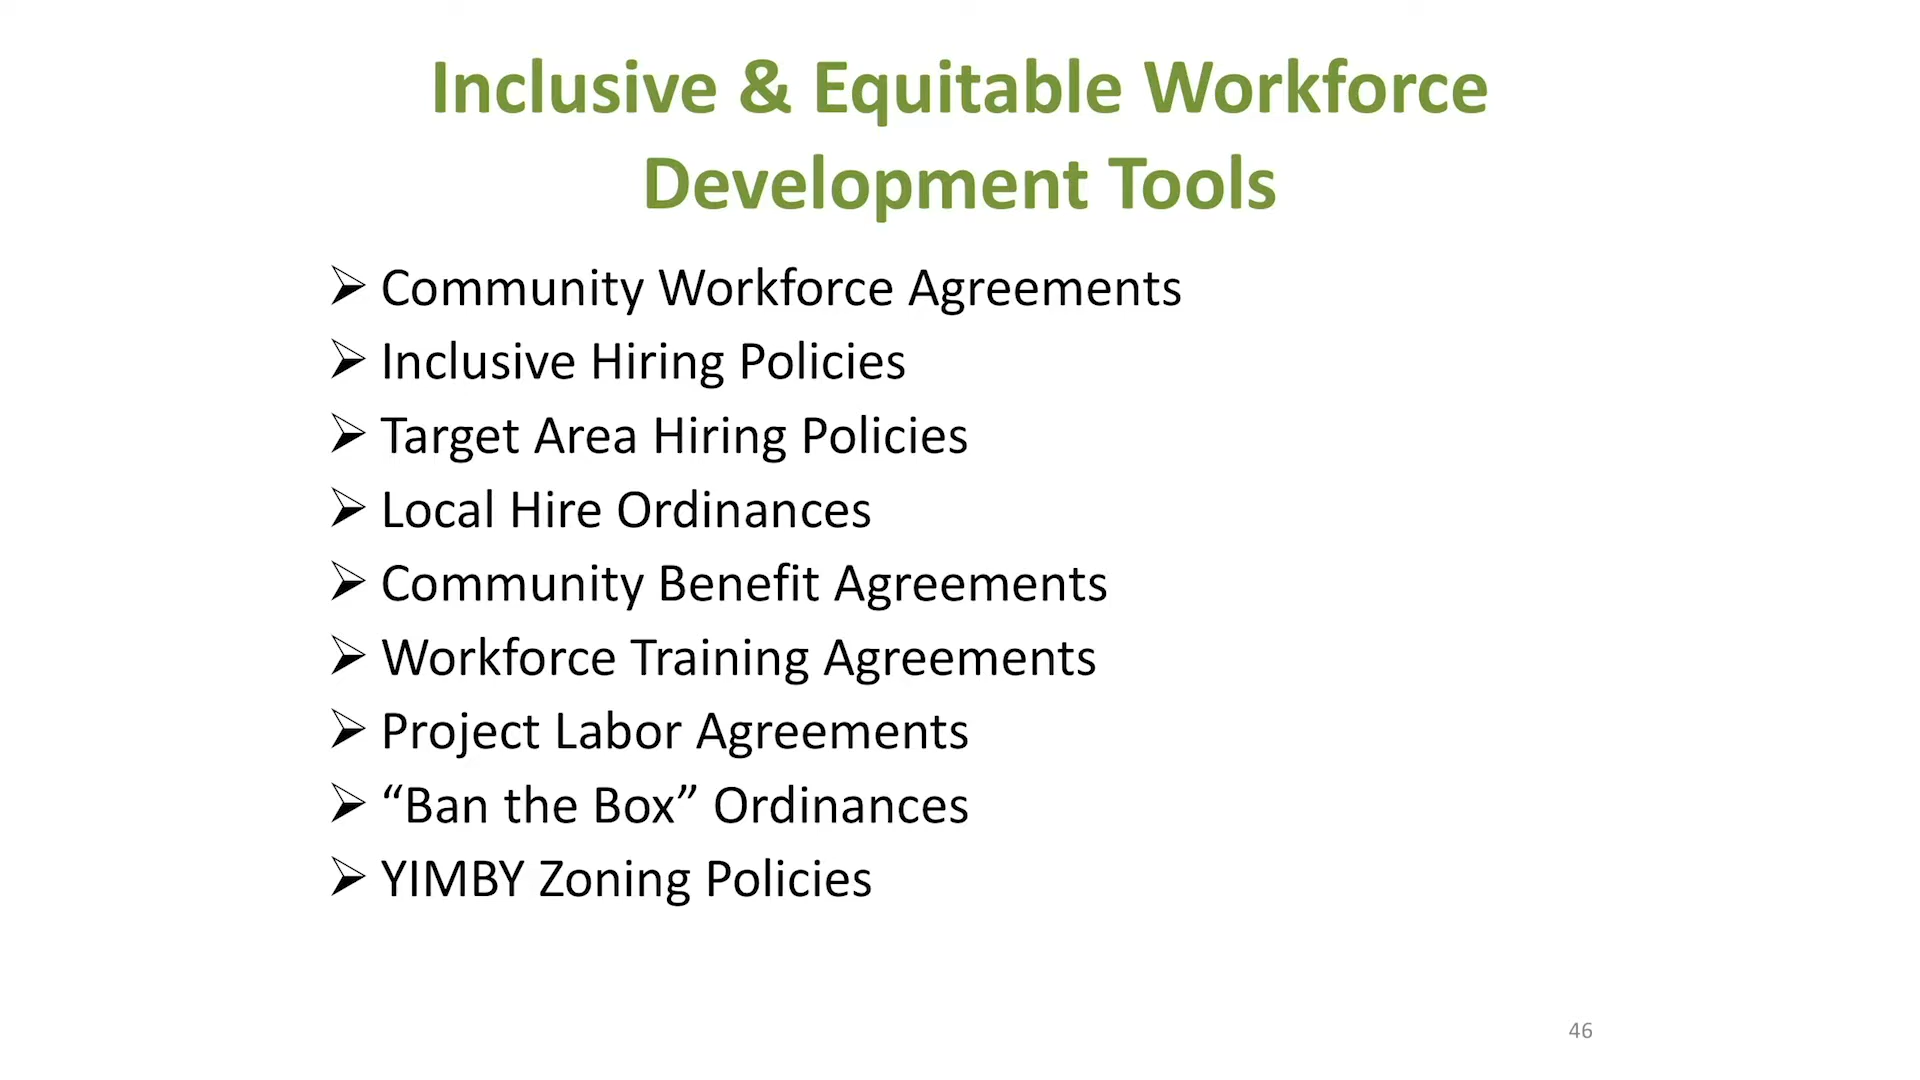 Inclusive & Equitable Workforce
Development Tools
Community Workforce Agreements
Inclusive Hiring Policies
Target Area Hiring Policies
Local Hire Ordinances
Community Benefit Agreements
Workforce Training Agreements
Project Labor Agreements
“Ban the Box” Ordinances
YIMBY Zoning Policies
46